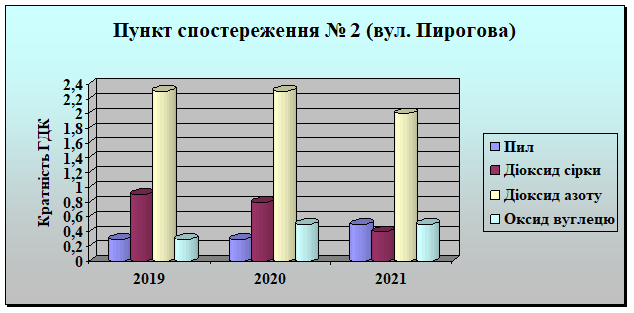 Пункт спостереження № 2 (вул. Пирогова)
Кратність ГДК
2,4
2,2
2
1,8
1,6
1,4
1,2
1
0,8
0,6
0,4
0,2
0
2019 2020 2021
Пил
Діоксид сірки
Діоксид азоту
Оксид вуглецю